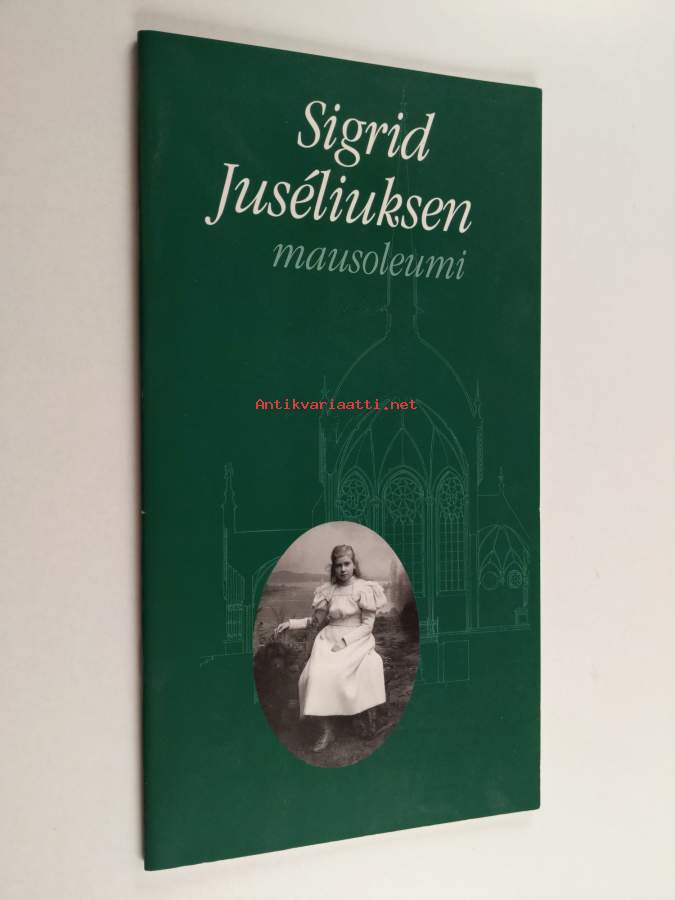 Sigrid
Juséliuksen
mausoleumi
Antikvariaatti.net